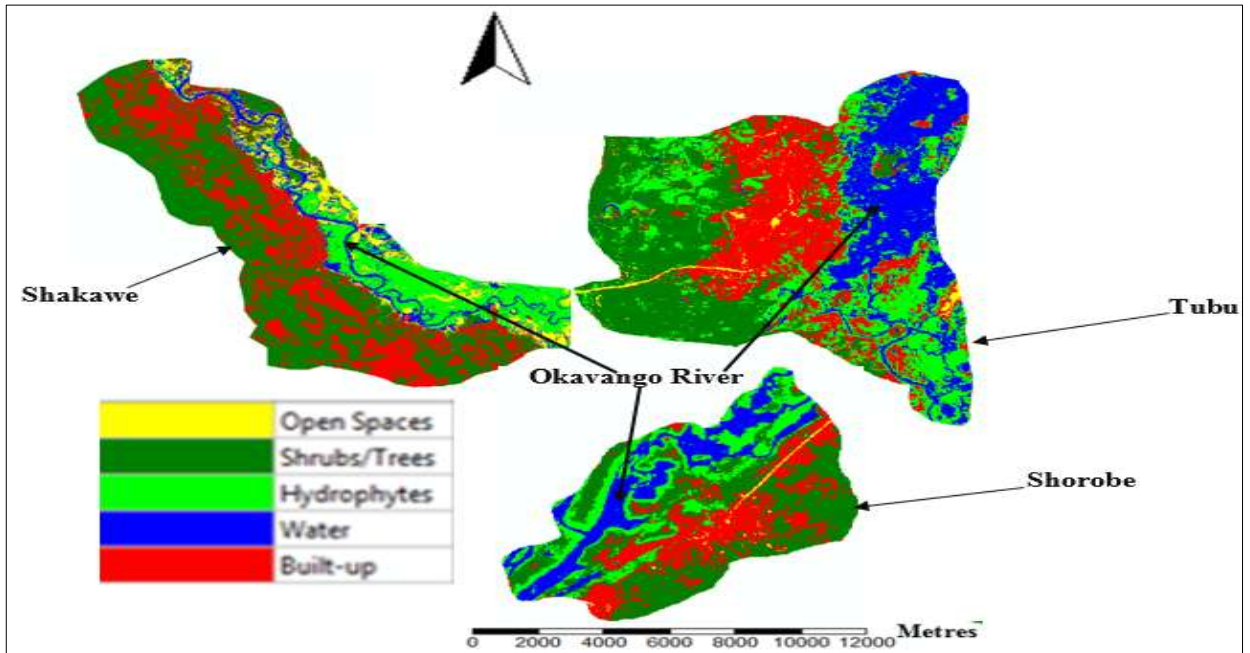 Shakawe
Tubu
Okavango River
Open Spaces
Shrubs/Trees
Hydrophytes
Water
Built-up
Shorobe
Metres
0 2000 4000 6000 8000 10000 12000